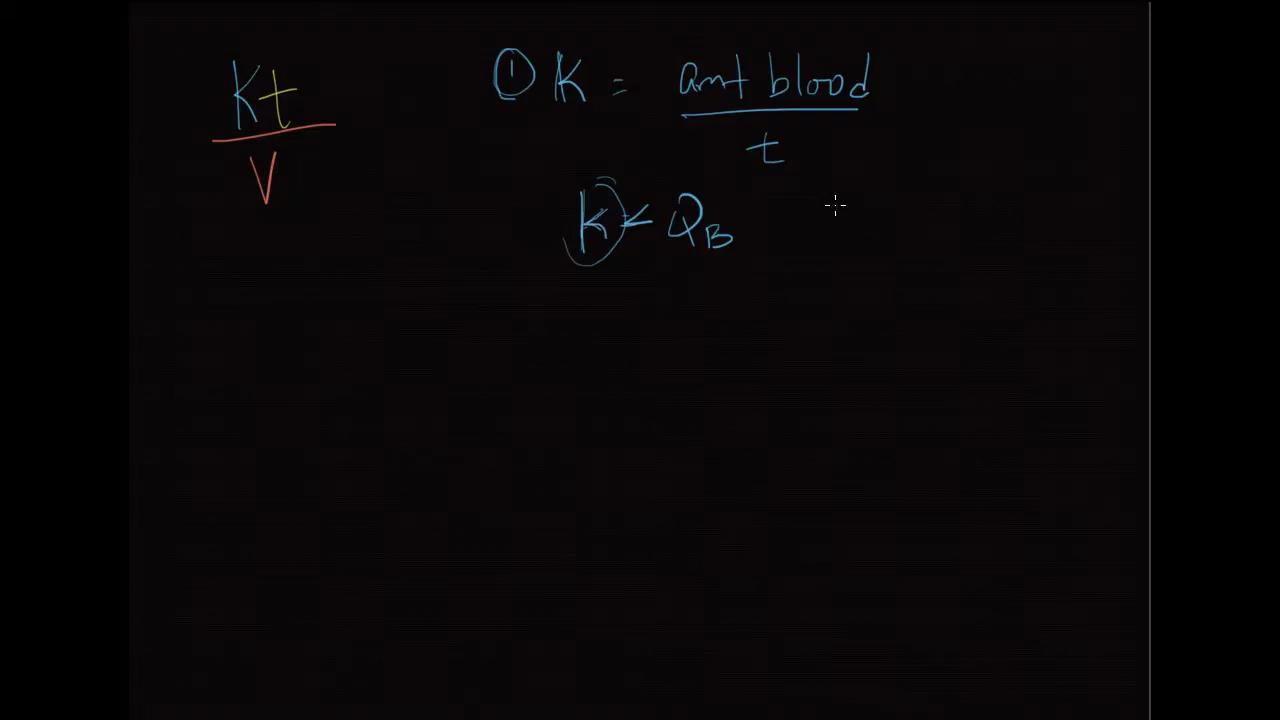 Kt
V
① K = amt blood
t
K < QB